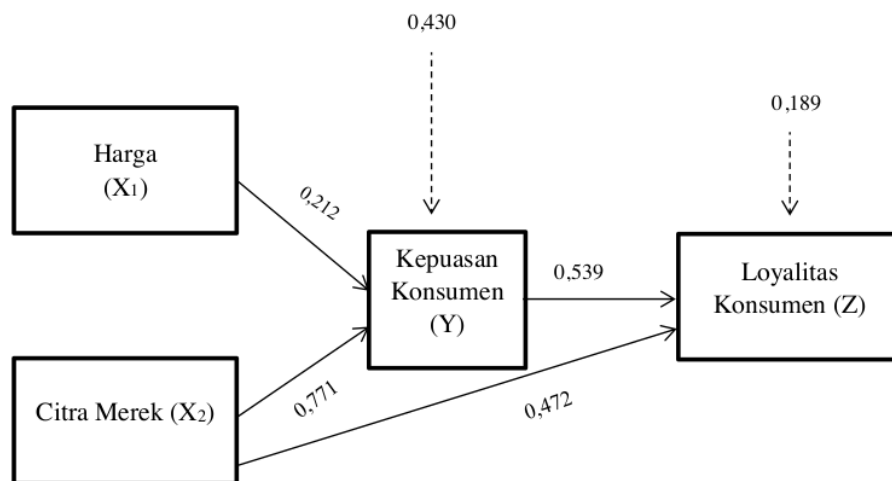 0,430
0,189
Harga
(X1)
0,212
Kepuasan
Konsumen
(Y)
0,539
Loyalitas
Konsumen (Z)
Citra Merek (X2)
0,771
0,472